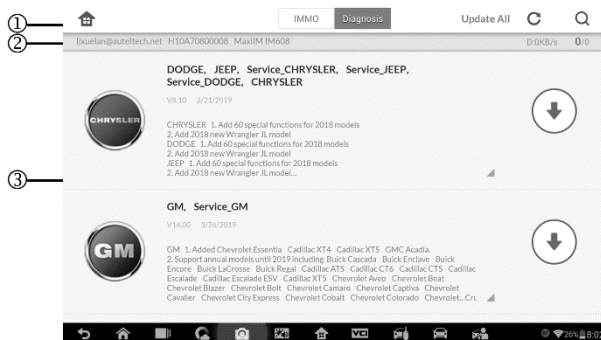 ①
IMMO Diagnosis Update All
②
lixuelan@auteltech.net H10A70800008 MaxiIM IM608 D:0KB/s 0/0
DODGE, JEEP, Service_CHRYSLER, Service_JEEP,
Service_DODGE, CHRYSLER
V8.10 2/21/2019
CHRYSLER
CHRYSLER 1. Add 60 special functions for 2018 models
2. Add 2018 new Wrangler JL model
DODGE 1. Add 60 special functions for 2018 models
2. Add 2018 new Wrangler JL model
JEEP 1. Add 60 special functions for 2018 models
2. Add 2018 new Wrangler JL model...
③
GM, Service_GM
V14.00 3/26/2019
GM
GM 1. Added Chevrolet Essentia Cadillac XT4 Cadillac XTS GMC Acadia.
2. Support annual models until 2019 including Buick Cascada Buick Enclave Buick
Encore Buick LaCrosse Buick Regal Cadillac ATS Cadillac CT6 Cadillac CTS Cadillac
Escalade Cadillac Escalade ESV Cadillac XT5 Chevrolet Aveo Chevrolet Beat
Chevrolet Blazer Chevrolet Bolt Chevrolet Camaro Chevrolet Captiva Chevrolet
Cavalier Chevrolet City Express Chevrolet Cobalt Chevrolet Colorado Chevrolet...Cru
VCI 26%